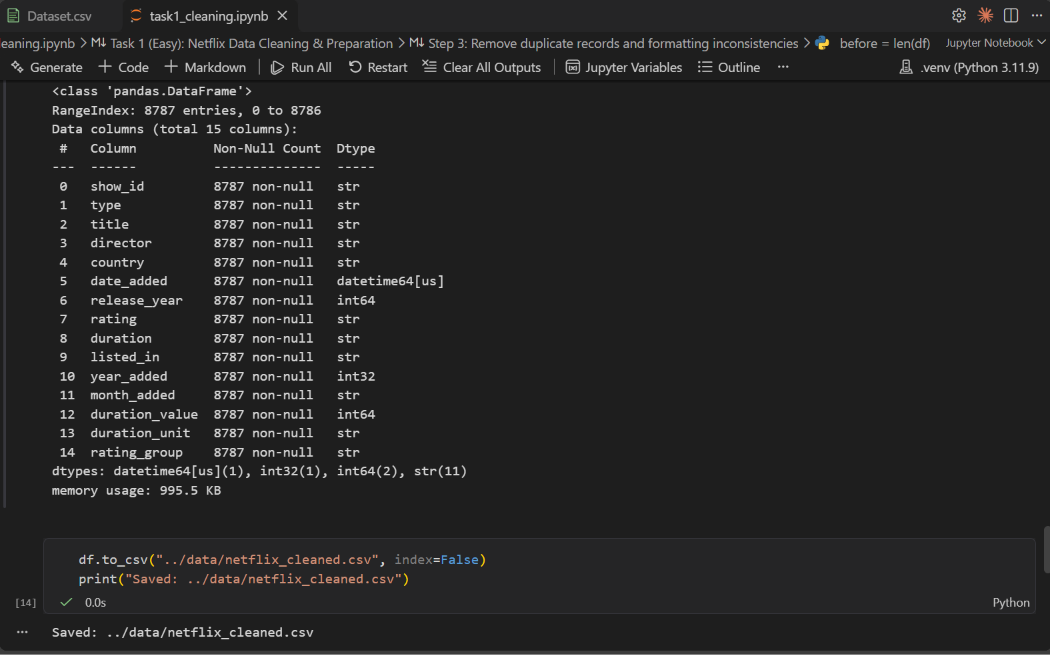 Dataset.csv task1_cleaning.ipynb
eaning.ipynb > M↓ Task 1 (Easy): Netflix Data Cleaning & Preparation > M↓ Step 3: Remove duplicate records and formatting inconsistencies > before = len(df) Jupyter Notebook
Generate + Code + Markdown | Run All Restart Clear All Outputs | Jupyter Variables Outline ··· .venv (Python 3.11.9)
<class 'pandas.DataFrame'>
RangeIndex: 8787 entries, 0 to 8786
Data columns (total 15 columns):
 #   Column          Non-Null Count  Dtype
---  ------          --------------  -----
 0   show_id         8787 non-null   str
 1   type            8787 non-null   str
 2   title           8787 non-null   str
 3   director        8787 non-null   str
 4   country         8787 non-null   str
 5   date_added      8787 non-null   datetime64[us]
 6   release_year    8787 non-null   int64
 7   rating          8787 non-null   str
 8   duration        8787 non-null   str
 9   listed_in       8787 non-null   str
 10  year_added      8787 non-null   int32
 11  month_added     8787 non-null   str
 12  duration_value  8787 non-null   int64
 13  duration_unit   8787 non-null   str
 14  rating_group    8787 non-null   str
dtypes: datetime64[us](1), int32(1), int64(2), str(11)
memory usage: 995.5 KB
df.to_csv("../data/netflix_cleaned.csv", index=False)
print("Saved: ../data/netflix_cleaned.csv")
[14] ✓ 0.0s Python
··· Saved: ../data/netflix_cleaned.csv